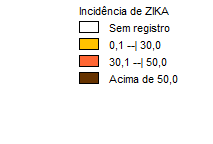 Incidência de ZIKA
Sem registro
0,1 --| 30,0
30,1 --| 50,0
Acima de 50,0